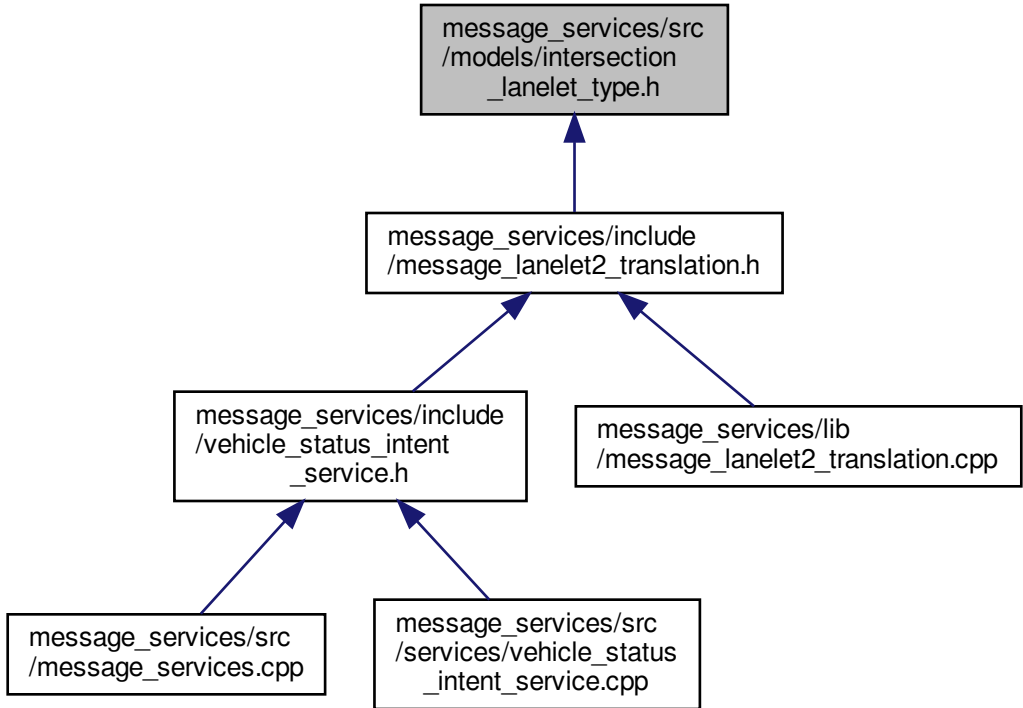 message_services/src
/models/intersection
_lanelet_type.h
message_services/include
/message_lanelet2_translation.h
message_services/include
/vehicle_status_intent
_service.h
message_services/lib
/message_lanelet2_translation.cpp
message_services/src
/message_services.cpp
message_services/src
/services/vehicle_status
_intent_service.cpp